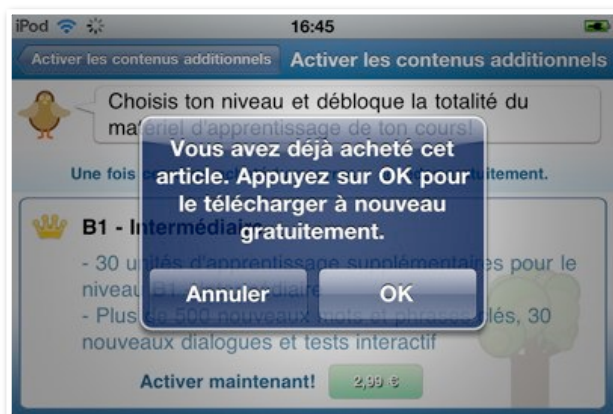 iPod 16:45
Activer les contenus additionnels Activer les contenus additionnels
Choisis ton niveau et débloque la totalité du
matériel d'apprentissage de ton cours!
Vous avez déjà acheté cet
article. Appuyez sur OK pour
le télécharger à nouveau
gratuitement.
Annuler OK
Une fois gratuitement.
B1 - Intermédiaire
- 30 unités d'apprentissage supplémentaires pour le
niveau B1 - Intermédiaire
- Plus de 500 nouveaux mots et phrases clés, 30
nouveaux dialogues et tests interactif
Activer maintenant! 2,99 €